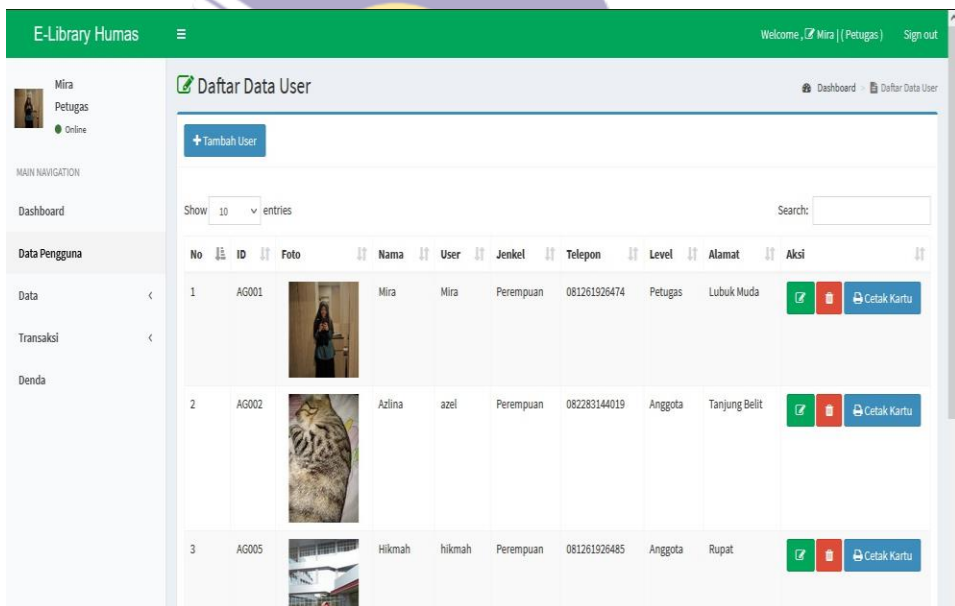 E-Library Humas
Welcome , Mira | ( Petugas ) Sign out
Mira
Petugas
Online
MAIN NAVIGATION
Dashboard
Data Pengguna
Data
Transaksi
Denda
Daftar Data User
Dashboard > Daftar Data User
+ Tambah User
Show 10 entries Search:
No ID Foto Nama User Jenkel Telepon Level Alamat Aksi
1 AG001 Mira Mira Perempuan 081261926474 Petugas Lubuk Muda Cetak Kartu
2 AG002 Azlina azel Perempuan 082283144019 Anggota Tanjung Belit Cetak Kartu
3 AG005 Hikmah hikmah Perempuan 081261926485 Anggota Rupat Cetak Kartu